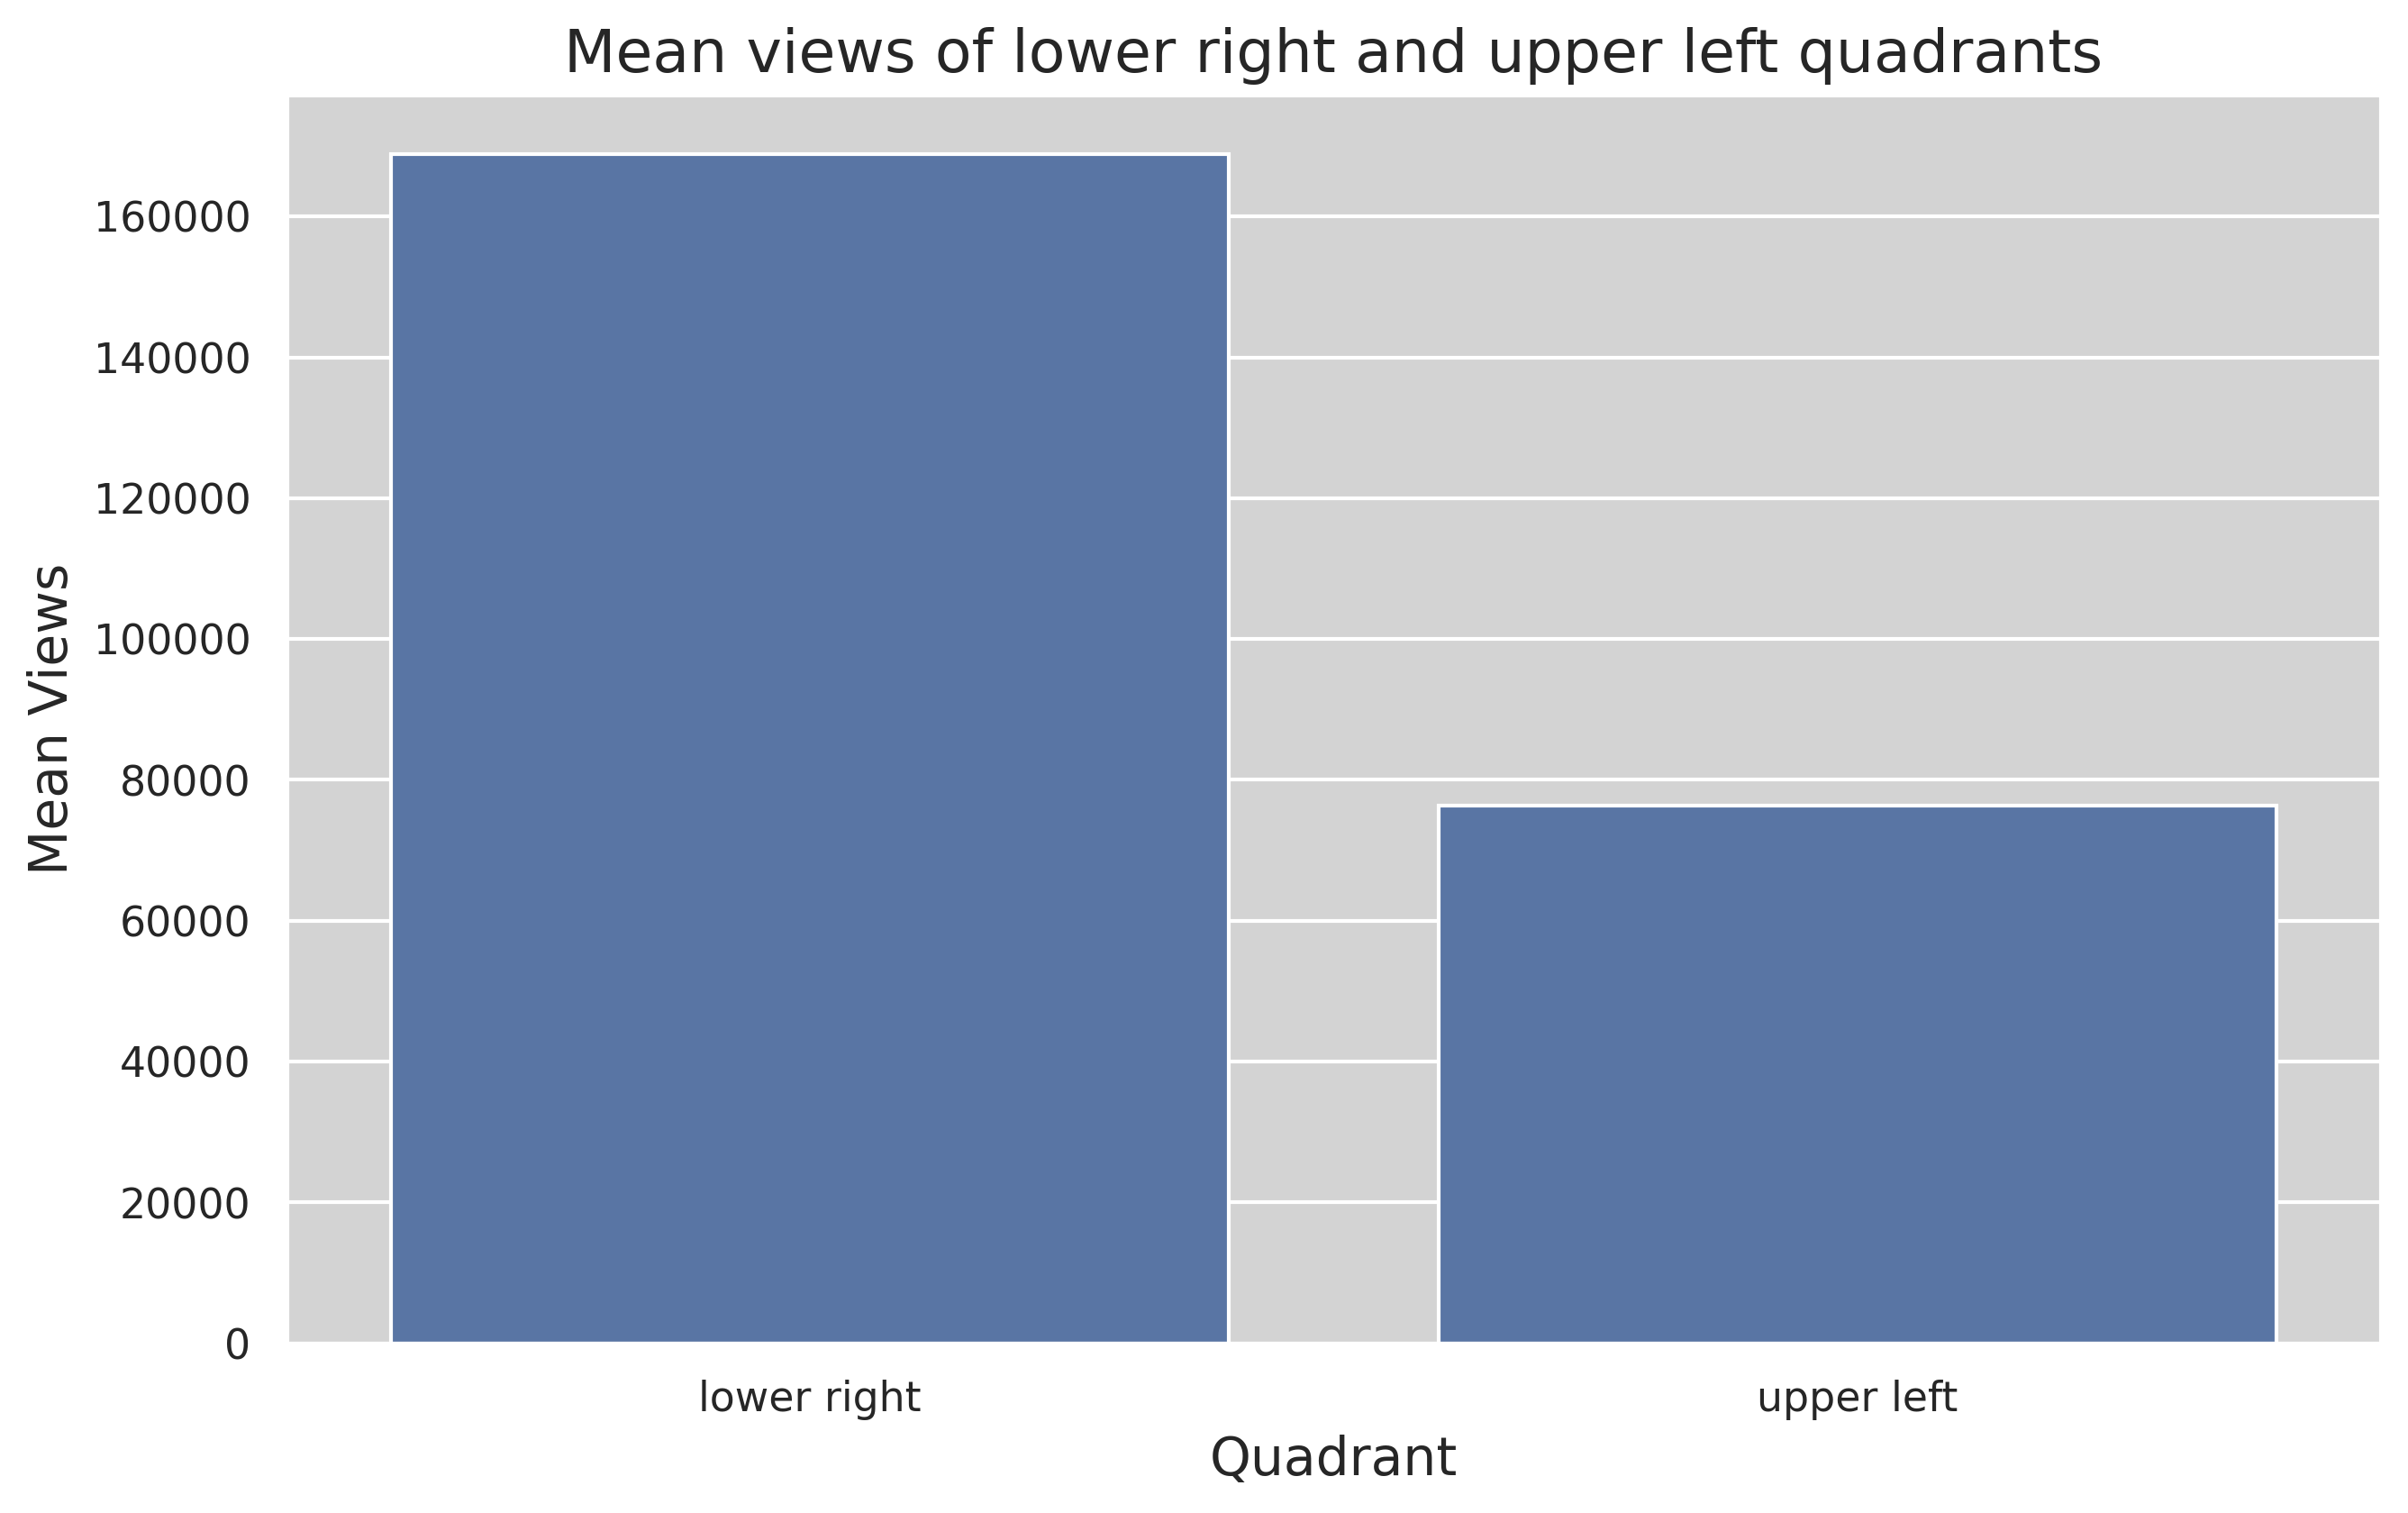 Mean views of lower right and upper left quadrants
Mean Views
160000
140000
120000
100000
80000
60000
40000
20000
0
lower right
upper left
Quadrant